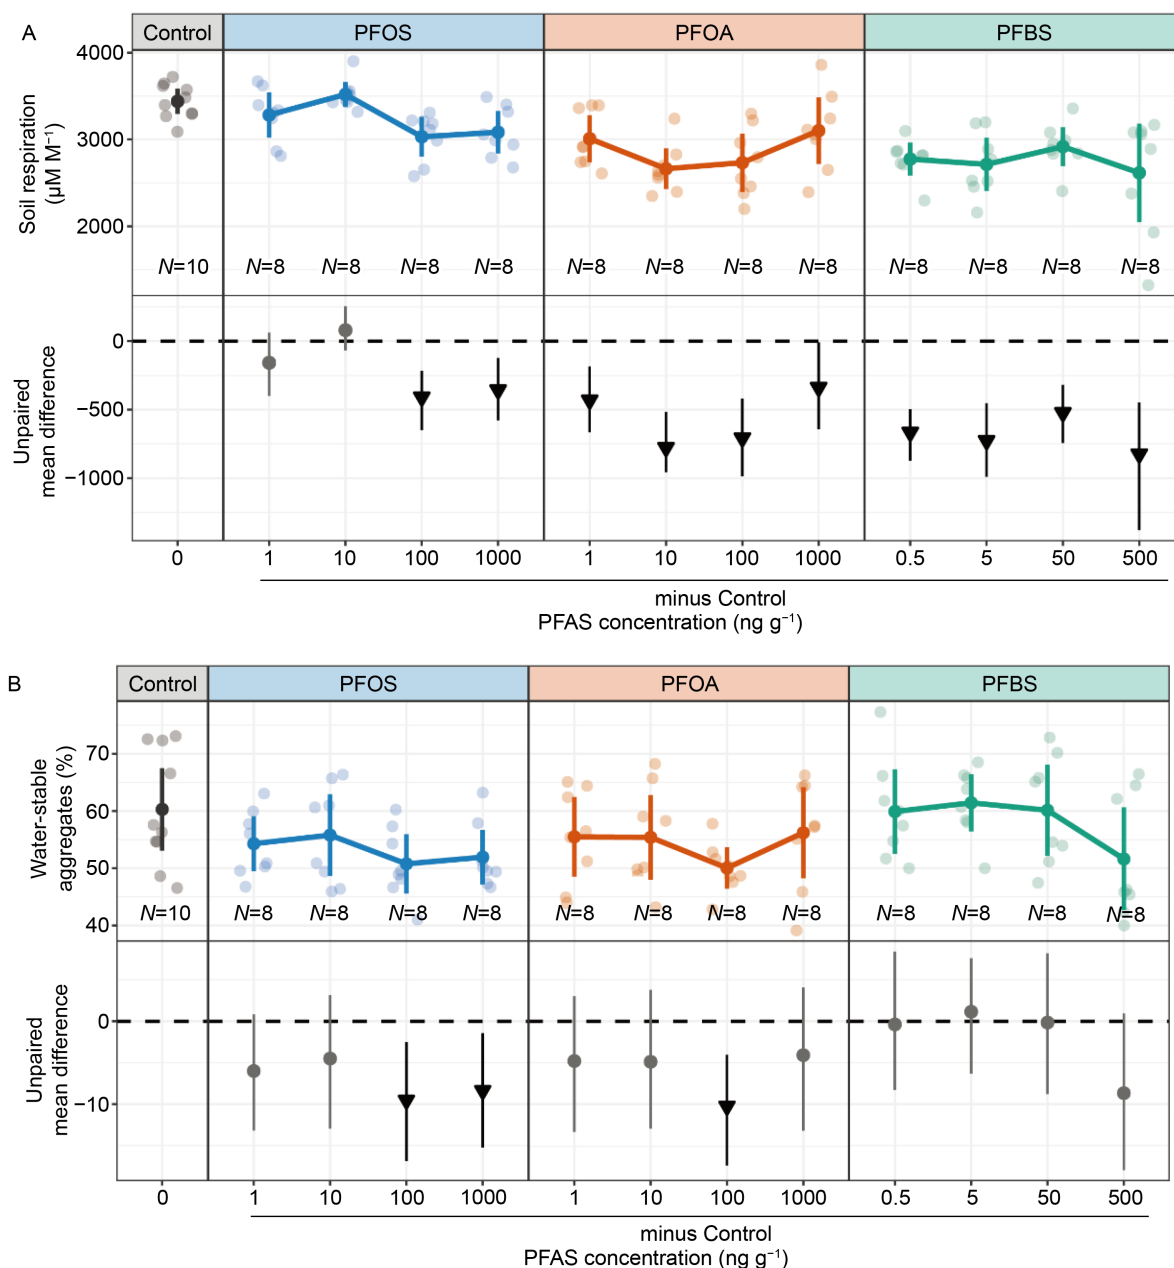 A
Control PFOS PFOA PFBS
4000
3000
2000
Soil respiration
(µM M⁻¹)
N=10 N=8 N=8 N=8 N=8 N=8 N=8 N=8 N=8 N=8 N=8 N=8 N=8
0
−500
−1000
Unpaired
mean difference
0 1 10 100 1000 1 10 100 1000 0.5 5 50 500
minus Control
PFAS concentration (ng g⁻¹)
B
Control PFOS PFOA PFBS
70
60
50
40
Water-stable
aggregates (%)
N=10 N=8 N=8 N=8 N=8 N=8 N=8 N=8 N=8 N=8 N=8 N=8 N=8
0
−10
Unpaired
mean difference
0 1 10 100 1000 1 10 100 1000 0.5 5 50 500
minus Control
PFAS concentration (ng g⁻¹)